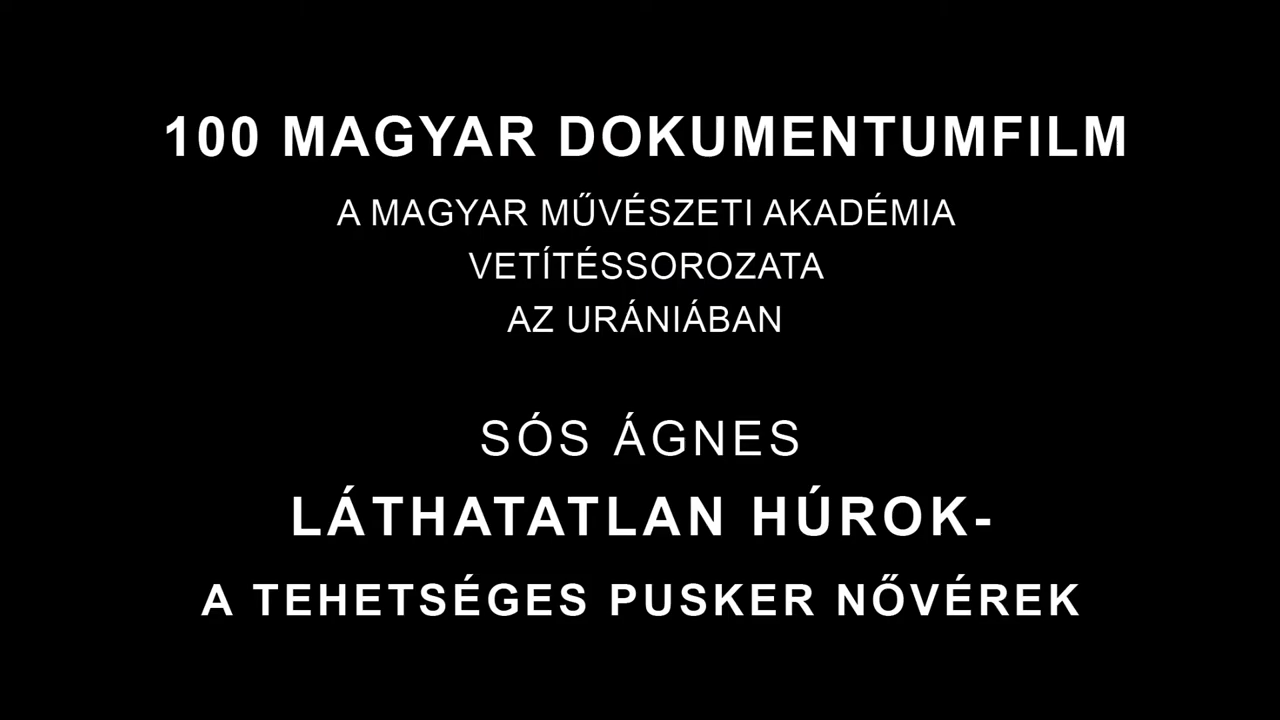 100 MAGYAR DOKUMENTUMFILM
A MAGYAR MŰVÉSZETI AKADÉMIA
VETÍTÉSSOROZATA
AZ URÁNIÁBAN
SÓS ÁGNES
LÁTHATATLAN HÚROK-
A TEHETSÉGES PUSKER NŐVÉREK